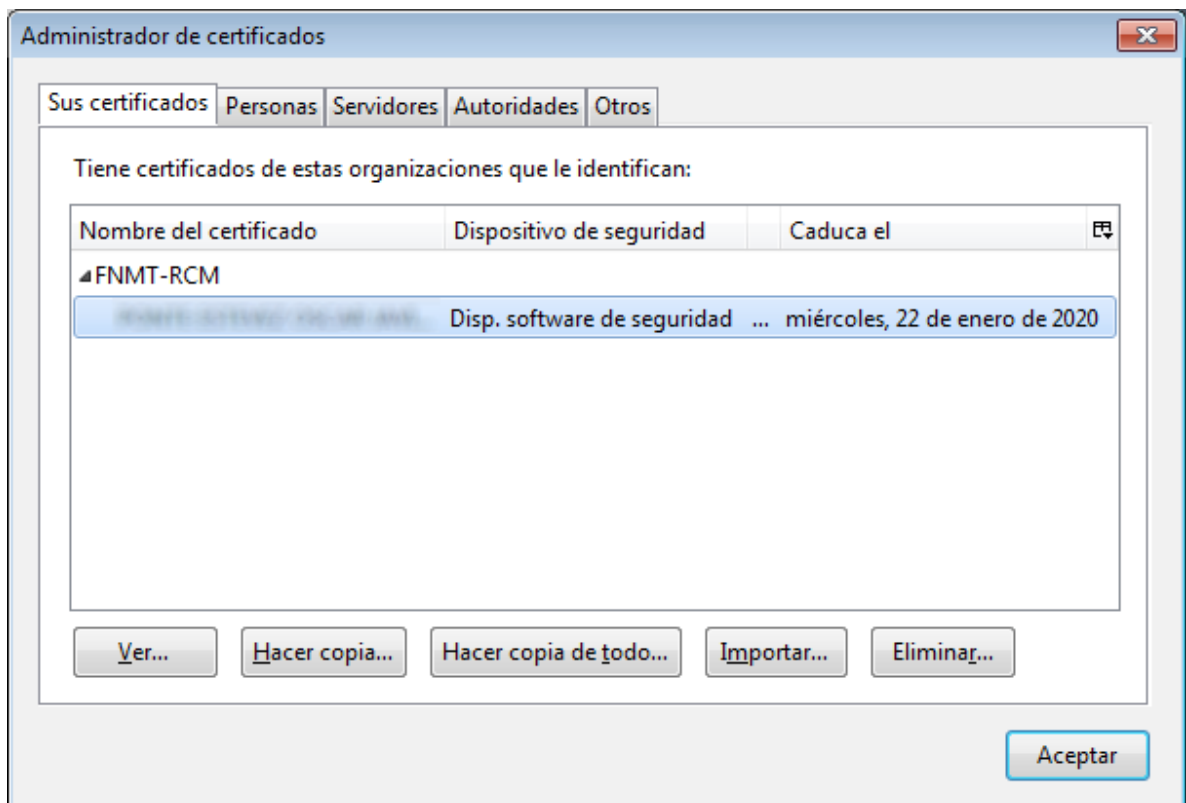 Administrador de certificados
Sus certificados Personas Servidores Autoridades Otros
Tiene certificados de estas organizaciones que le identifican:
Nombre del certificado Dispositivo de seguridad Caduca el
FNMT-RCM
Disp. software de seguridad ... miércoles, 22 de enero de 2020
Ver... Hacer copia... Hacer copia de todo... Importar... Eliminar...
Aceptar